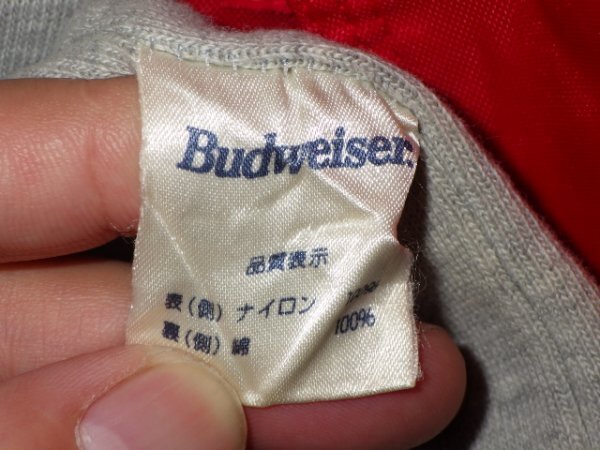 Budweiser.
品質表示
表(側) ナイロン
裏(側) 綿 100%